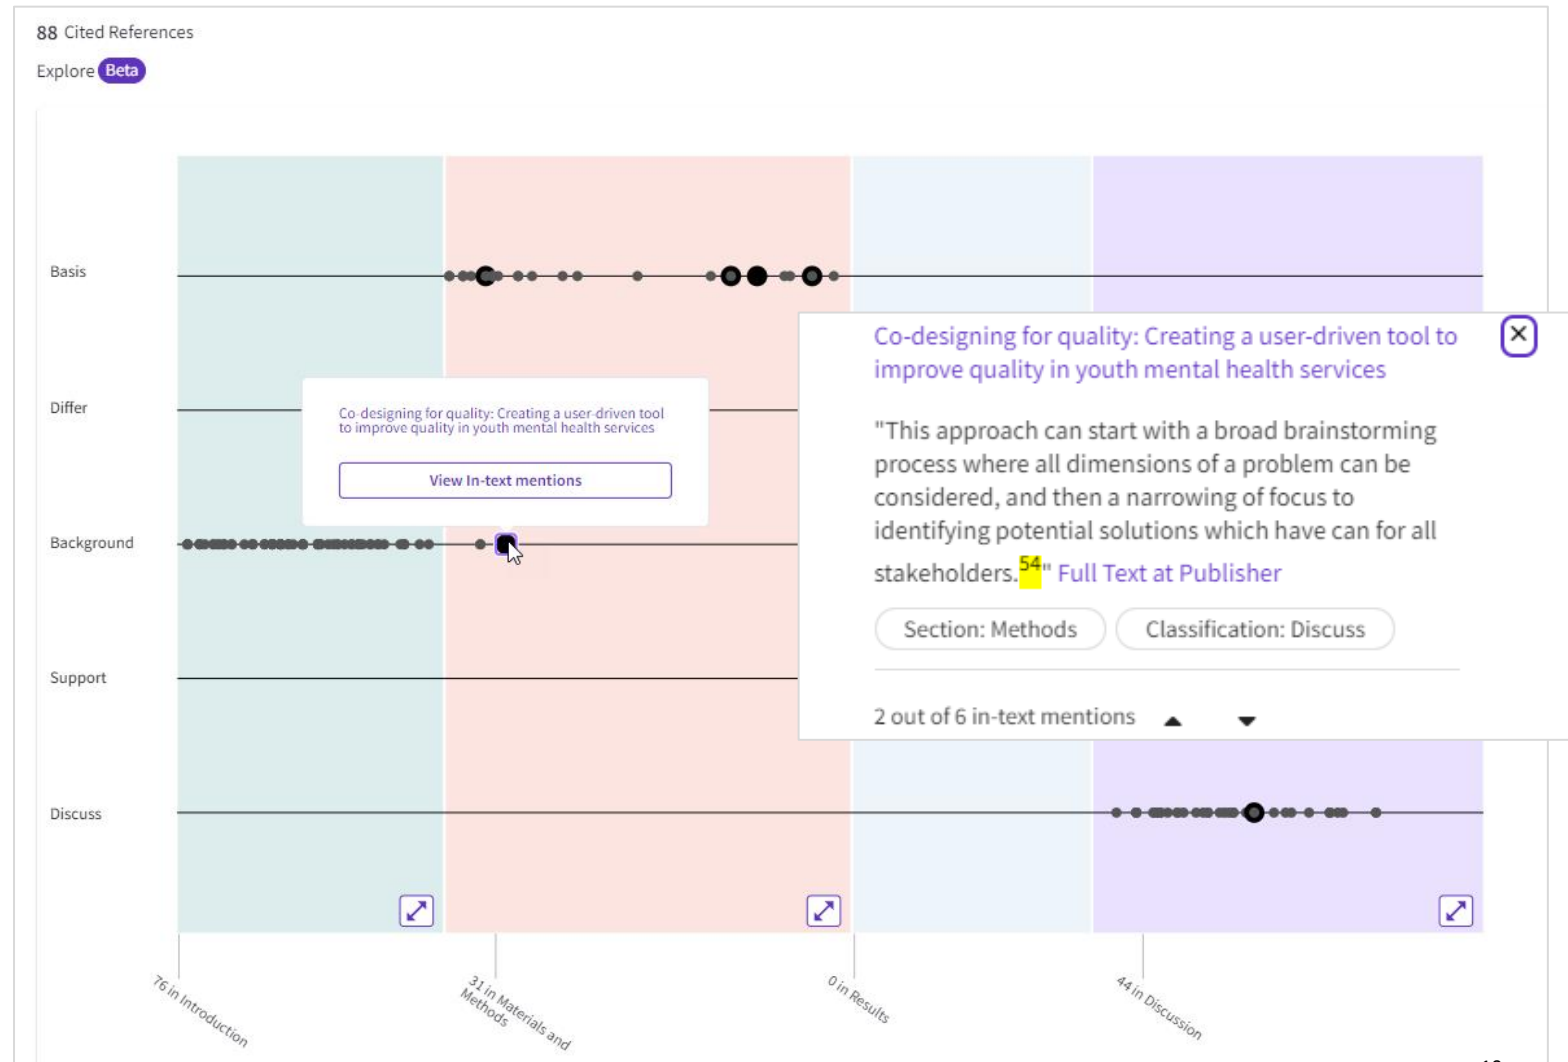 88 Cited References
Explore Beta
Basis
Differ
Background
Support
Discuss
Co-designing for quality: Creating a user-driven tool
to improve quality in youth mental health services
View In-text mentions
Co-designing for quality: Creating a user-driven tool to
improve quality in youth mental health services
"This approach can start with a broad brainstorming
process where all dimensions of a problem can be
considered, and then a narrowing of focus to
identifying potential solutions which have can for all
stakeholders.54" Full Text at Publisher
Section: Methods
Classification: Discuss
2 out of 6 in-text mentions
76 in Introduction
31 in Materials and
Methods
0 in Results
44 in Discussion